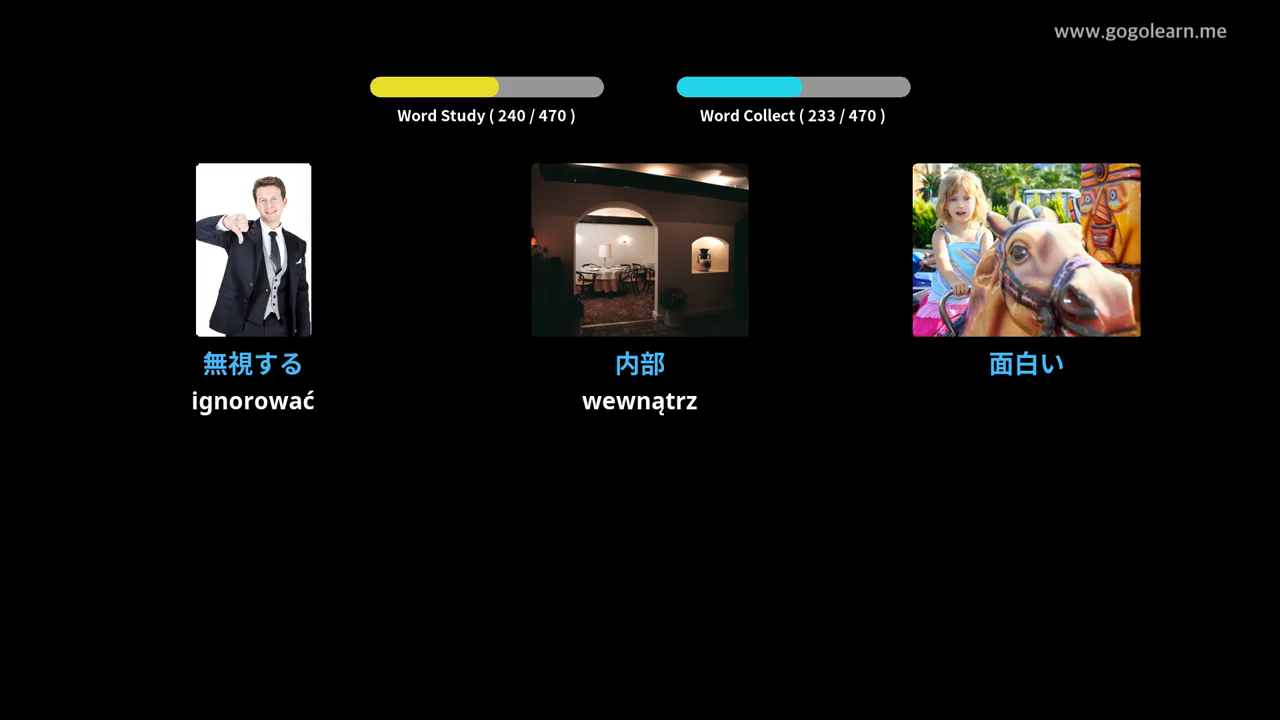 www.gogolearn.me
Word Study ( 240 / 470 )
Word Collect ( 233 / 470 )
無視する
内部
面白い
ignorować
wewnątrz